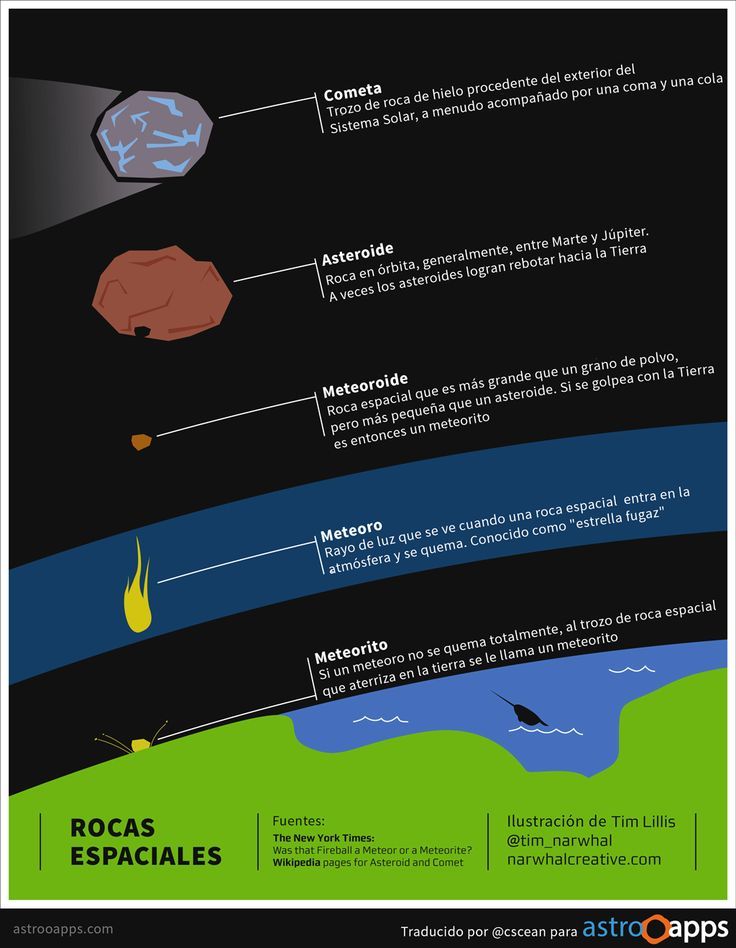 Cometa
Trozo de roca de hielo procedente del exterior del
Sistema Solar, a menudo acompañado por una coma y una cola
Asteroide
Roca en órbita, generalmente, entre Marte y Júpiter.
A veces los asteroides logran rebotar hacia la Tierra
Meteoroide
Roca espacial que es más grande que un grano de polvo,
pero más pequeña que un asteroide. Si se golpea con la Tierra
es entonces un meteorito
Meteoro
Rayo de luz que se ve cuando una roca espacial entra en la
atmósfera y se quema. Conocido como "estrella fugaz"
Meteorito
Si un meteoro no se quema totalmente, al trozo de roca espacial
que aterriza en la tierra se le llama un meteorito
ROCAS
ESPACIALES
Fuentes:
The New York Times:
Was that Fireball a Meteor or a Meteorite?
Wikipedia pages for Asteroid and Comet
Ilustración de Tim Lillis
@tim_narwhal
narwhalcreative.com
astrooapps.com
Traducido por @cscean para astrooapps